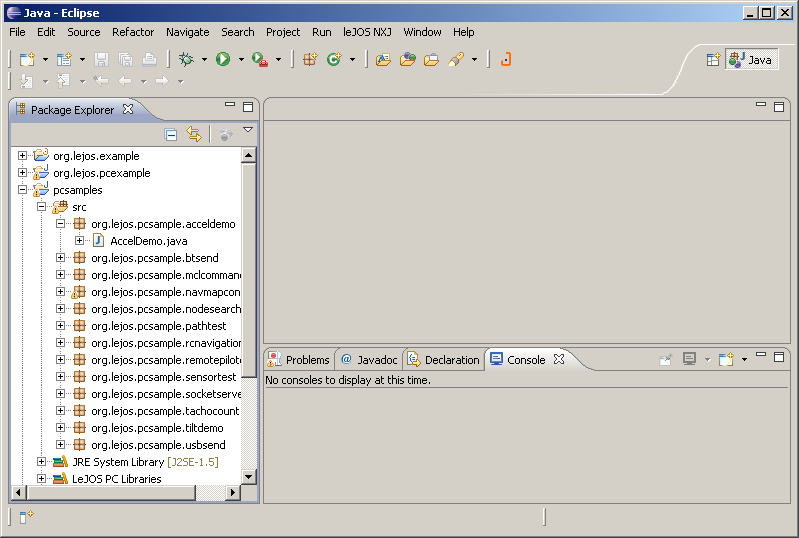 Java - Eclipse
File Edit Source Refactor Navigate Search Project Run leJOS NXJ Window Help
Java
Package Explorer
org.lejos.example
org.lejos.pcexample
pcsamples
src
org.lejos.pcsample.acceldemo
AccelDemo.java
org.lejos.pcsample.btsend
org.lejos.pcsample.mclcomman
org.lejos.pcsample.navmapcon
org.lejos.pcsample.nodesearch
org.lejos.pcsample.pathtest
org.lejos.pcsample.rcnavigation
org.lejos.pcsample.remotepilot
org.lejos.pcsample.sensortest
org.lejos.pcsample.socketserve
org.lejos.pcsample.tachocount
org.lejos.pcsample.tiltdemo
org.lejos.pcsample.usbsend
JRE System Library [J2SE-1.5]
LeJOS PC Libraries
Problems Javadoc Declaration Console
No consoles to display at this time.